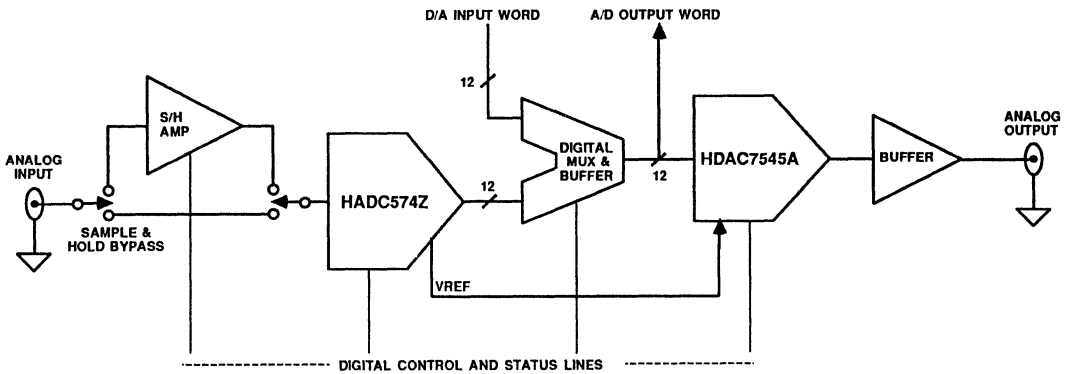 D/A INPUT WORD
A/D OUTPUT WORD
12
S/H
AMP
ANALOG
INPUT
SAMPLE &
HOLD BYPASS
HADC574Z
12
DIGITAL
MUX &
BUFFER
12
HDAC7545A
BUFFER
ANALOG
OUTPUT
VREF
DIGITAL CONTROL AND STATUS LINES